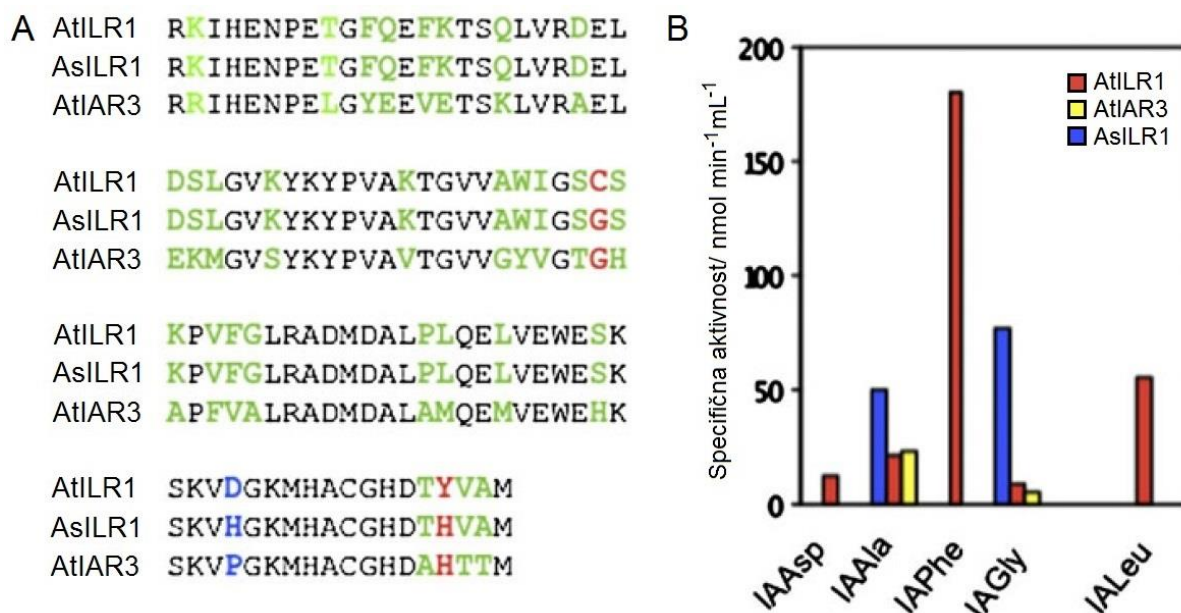 A
AtILR1 RKIHENPETGFQEFKTSQLVRDEL
AsILR1 RKIHENPETGFQEFKTSQLVRDEL
AtIAR3 RRIHENPELGYEEVETSKLVRAEL
AtILR1 DSLGVKYKYPVAKTGVVAWIGSCS
AsILR1 DSLGVKYKYPVAKTGVVAWIGSGS
AtIAR3 EKMGVSYKYPVAVTGVVGYVGTGH
AtILR1 KPVFGLRADMDALPLQELVEWESK
AsILR1 KPVFGLRADMDALPLQELVEWESK
AtIAR3 APFVALRADMDALAMQEMVEWEHK
AtILR1 SKVDGKMHACGHDTYVAM
AsILR1 SKVHGKMHACGHDTHVAM
AtIAR3 SKVPGKMHACGHDAHTTM
B
Specifična aktivnost/ nmol min-1mL-1
200
150
100
50
0
AtILR1
AtIAR3
AsILR1
IAAsp
IAAla
IAPhe
IAGly
IALeu